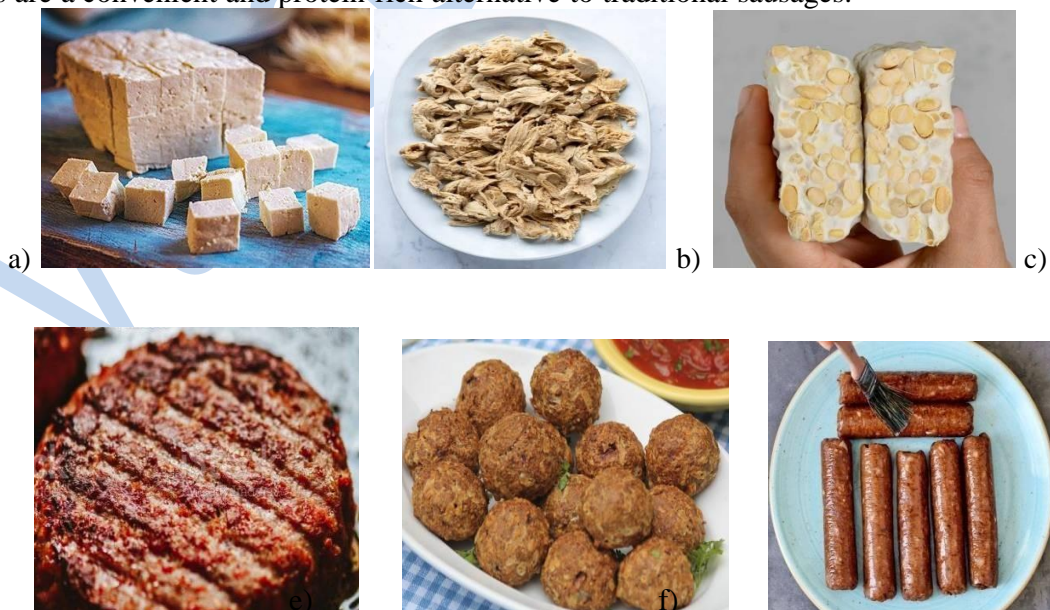 s are a convenient and protein-rich alternative to traditional sausages.
a) b) c)
e) f)